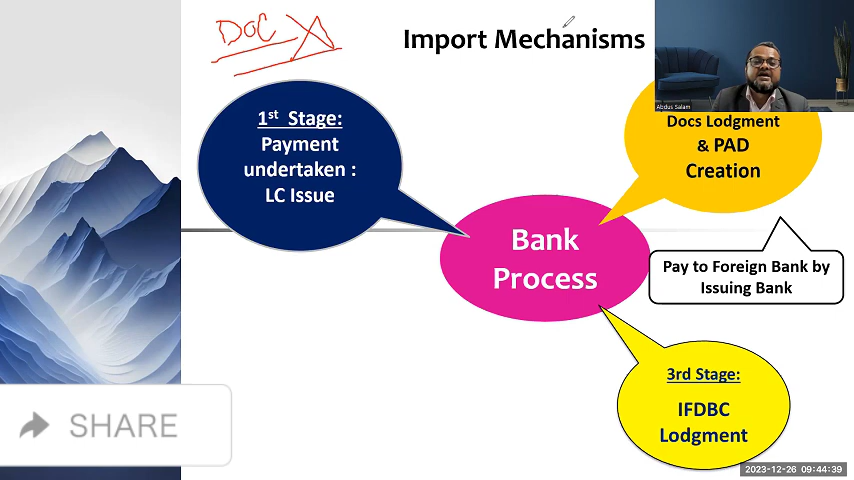 DOC
Import Mechanisms
Abdus Salam
1st Stage:
Payment
undertaken :
LC Issue
Docs Lodgment
& PAD
Creation
Bank
Process
Pay to Foreign Bank by
Issuing Bank
3rd Stage:
IFDBC
Lodgment
SHARE
2023-12-26 09:44:39